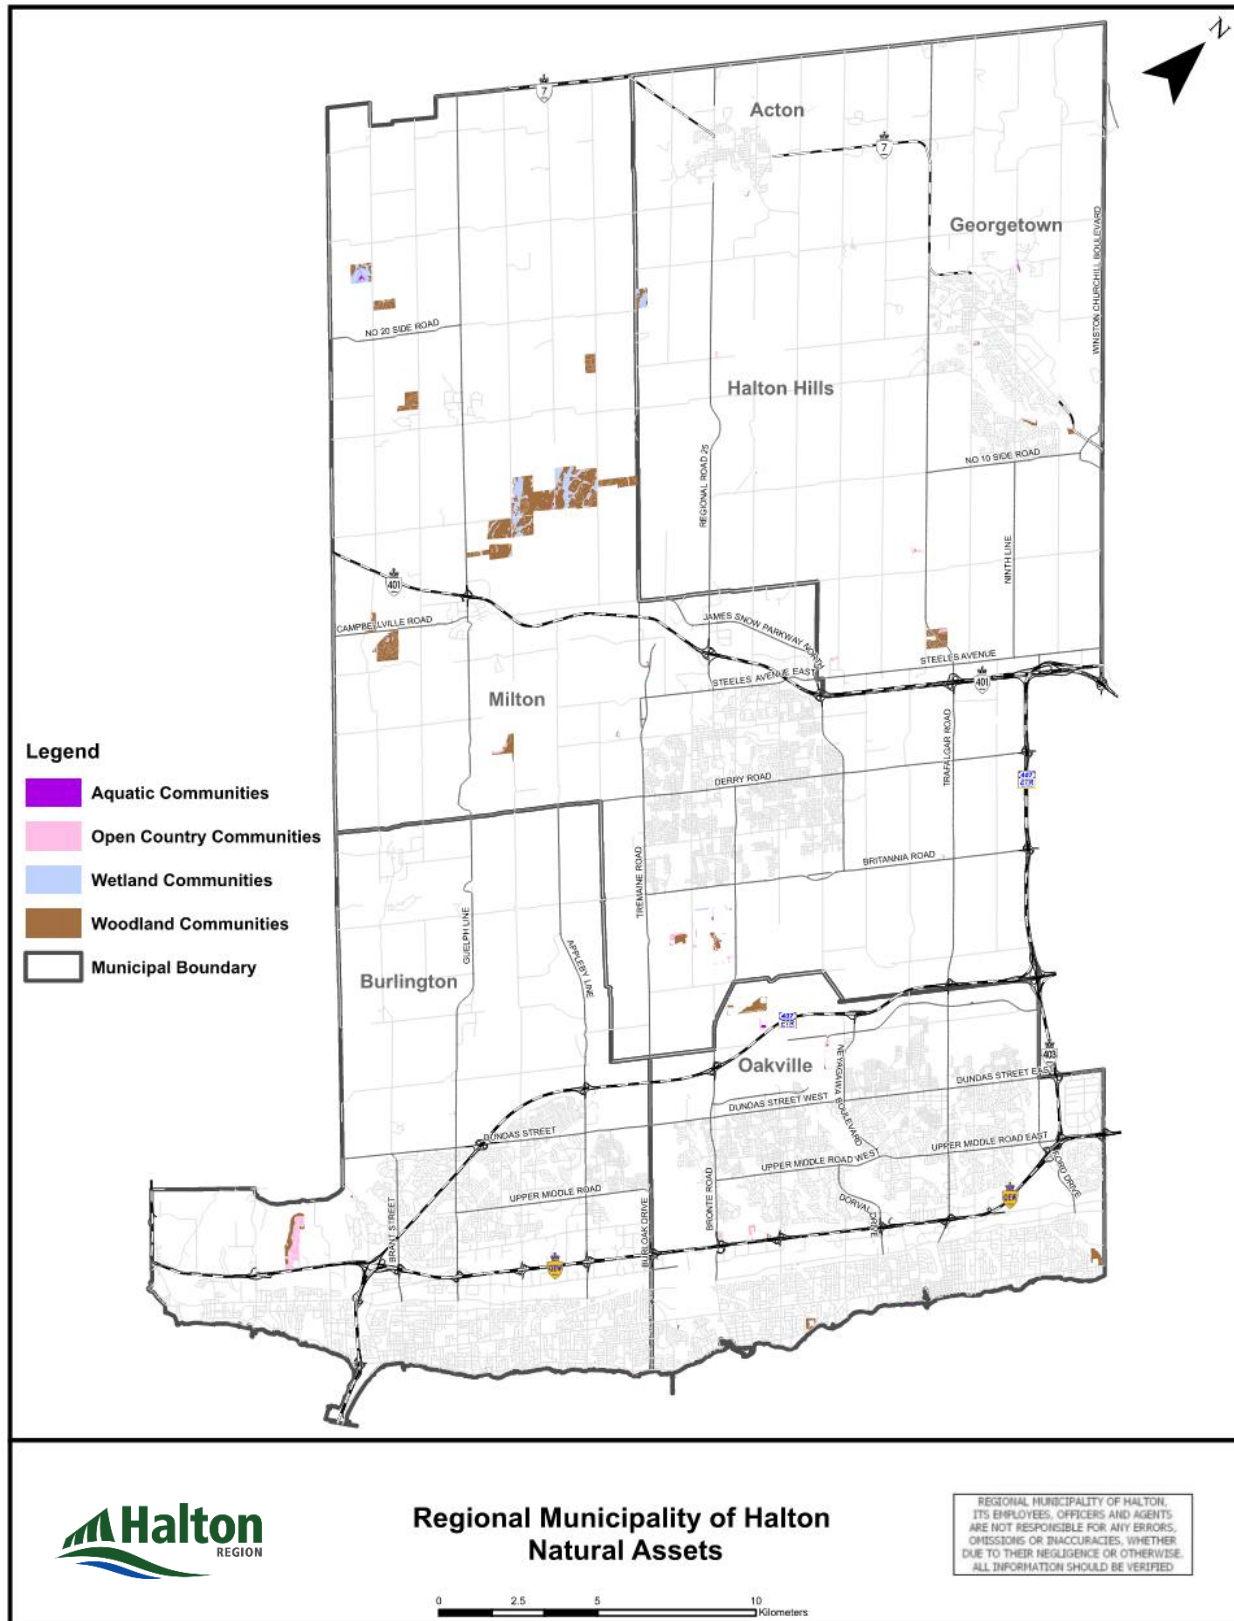 N
7
Acton
7
Georgetown
WINSTON CHURCHILL BOULEVARD
NO 20 SIDE ROAD
Halton Hills
REGIONAL ROAD 25
NO 10 SIDE ROAD
NINTH LINE
401
CAMPBELLVILLE ROAD
JAMES SNOW PARKWAY NORTH
STEELES AVENUE
STEELES AVENUE EAST
401
Milton
TRAFALGAR ROAD
Legend
Aquatic Communities
Open Country Communities
Wetland Communities
Woodland Communities
Municipal Boundary
DERRY ROAD
407
ETR
BRITANNIA ROAD
TREMAINE ROAD
GUELPH LINE
APPLEBY LINE
Burlington
407
ETR
Oakville
NEYAGAWA BOULEVARD
403
DUNDAS STREET EAST
DUNDAS STREET WEST
DUNDAS STREET
UPPER MIDDLE ROAD EAST
UPPER MIDDLE ROAD WEST
FORD DRIVE
UPPER MIDDLE ROAD
BRANT STREET
BURLOAK DRIVE
BRONTE ROAD
DORVAL DRIVE
QEW
QEW
Halton
REGION
Regional Municipality of Halton
Natural Assets
REGIONAL MUNICIPALITY OF HALTON,
ITS EMPLOYEES, OFFICERS AND AGENTS
ARE NOT RESPONSIBLE FOR ANY ERRORS,
OMISSIONS OR INACCURACIES, WHETHER
DUE TO THEIR NEGLIGENCE OR OTHERWISE.
ALL INFORMATION SHOULD BE VERIFIED
0 2.5 5 10
Kilometers